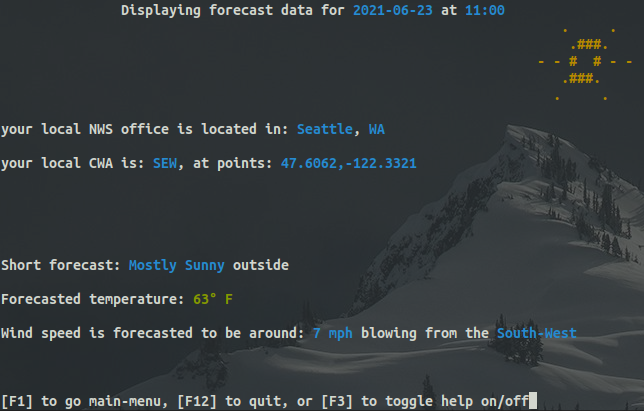 Displaying forecast data for 2021-06-23 at 11:00
.     .
.###.
- - #  # - -
.###.
.     .
your local NWS office is located in: Seattle, WA
your local CWA is: SEW, at points: 47.6062,-122.3321
Short forecast: Mostly Sunny outside
Forecasted temperature: 63° F
Wind speed is forecasted to be around: 7 mph blowing from the South-West
[F1] to go main-menu, [F12] to quit, or [F3] to toggle help on/off